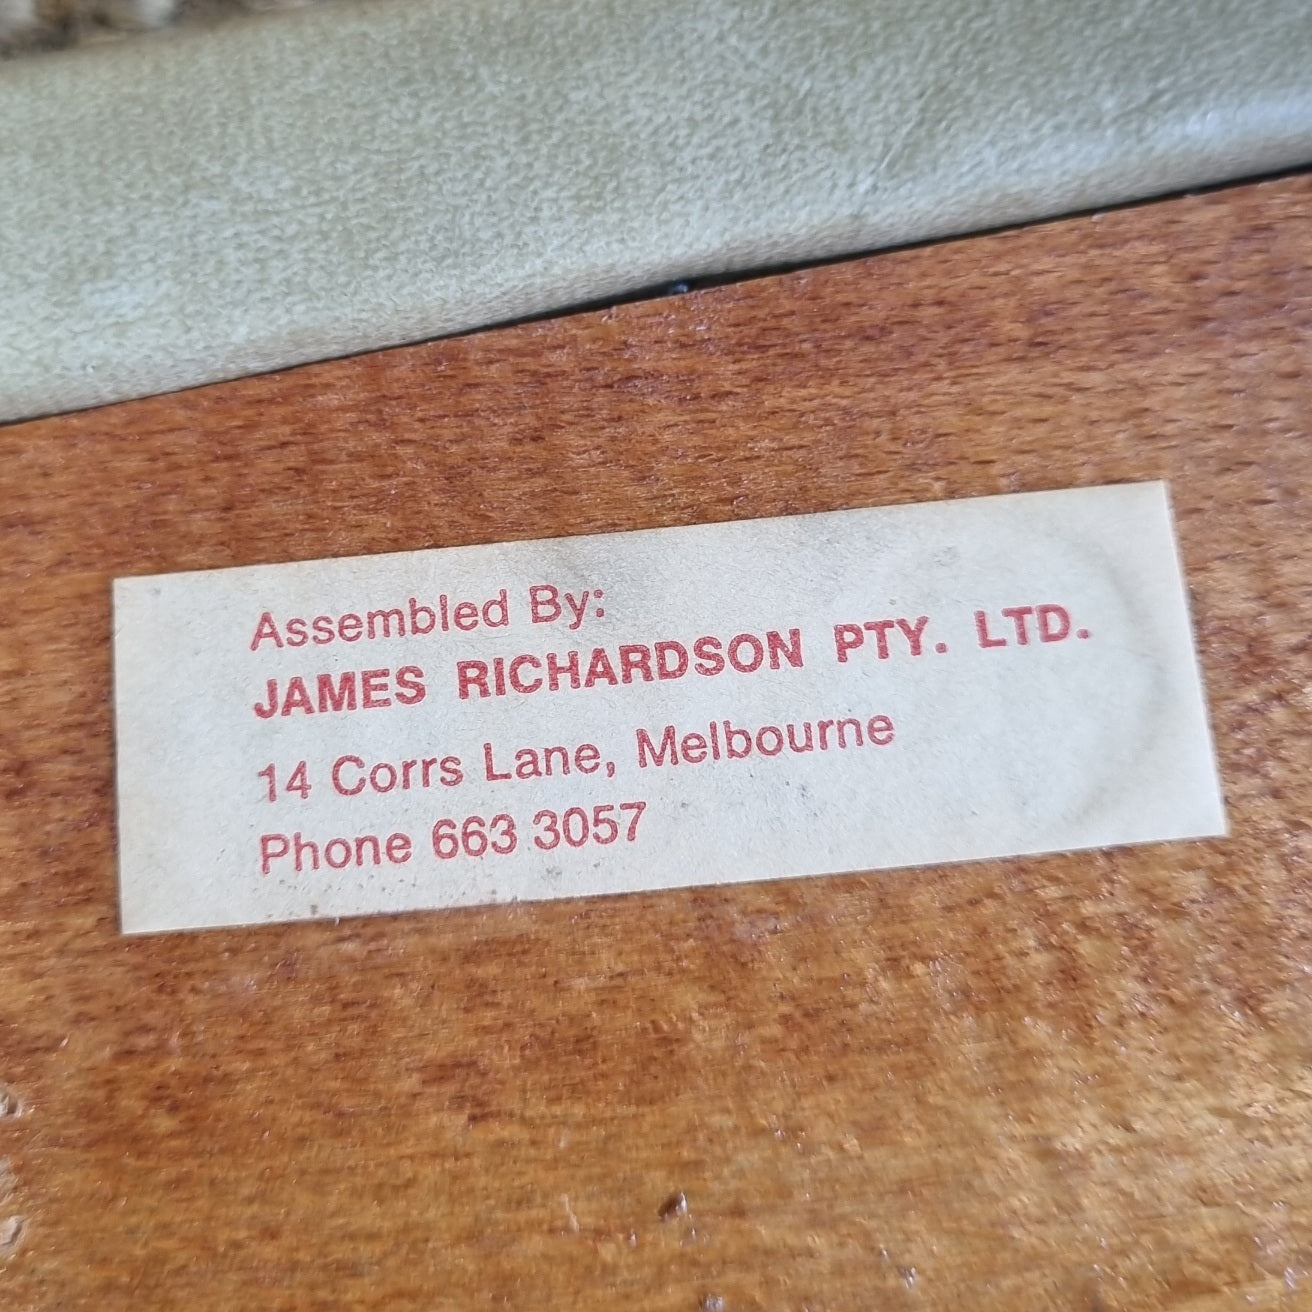 Assembled By:
JAMES RICHARDSON PTY. LTD.
14 Corrs Lane, Melbourne
Phone 663 3057